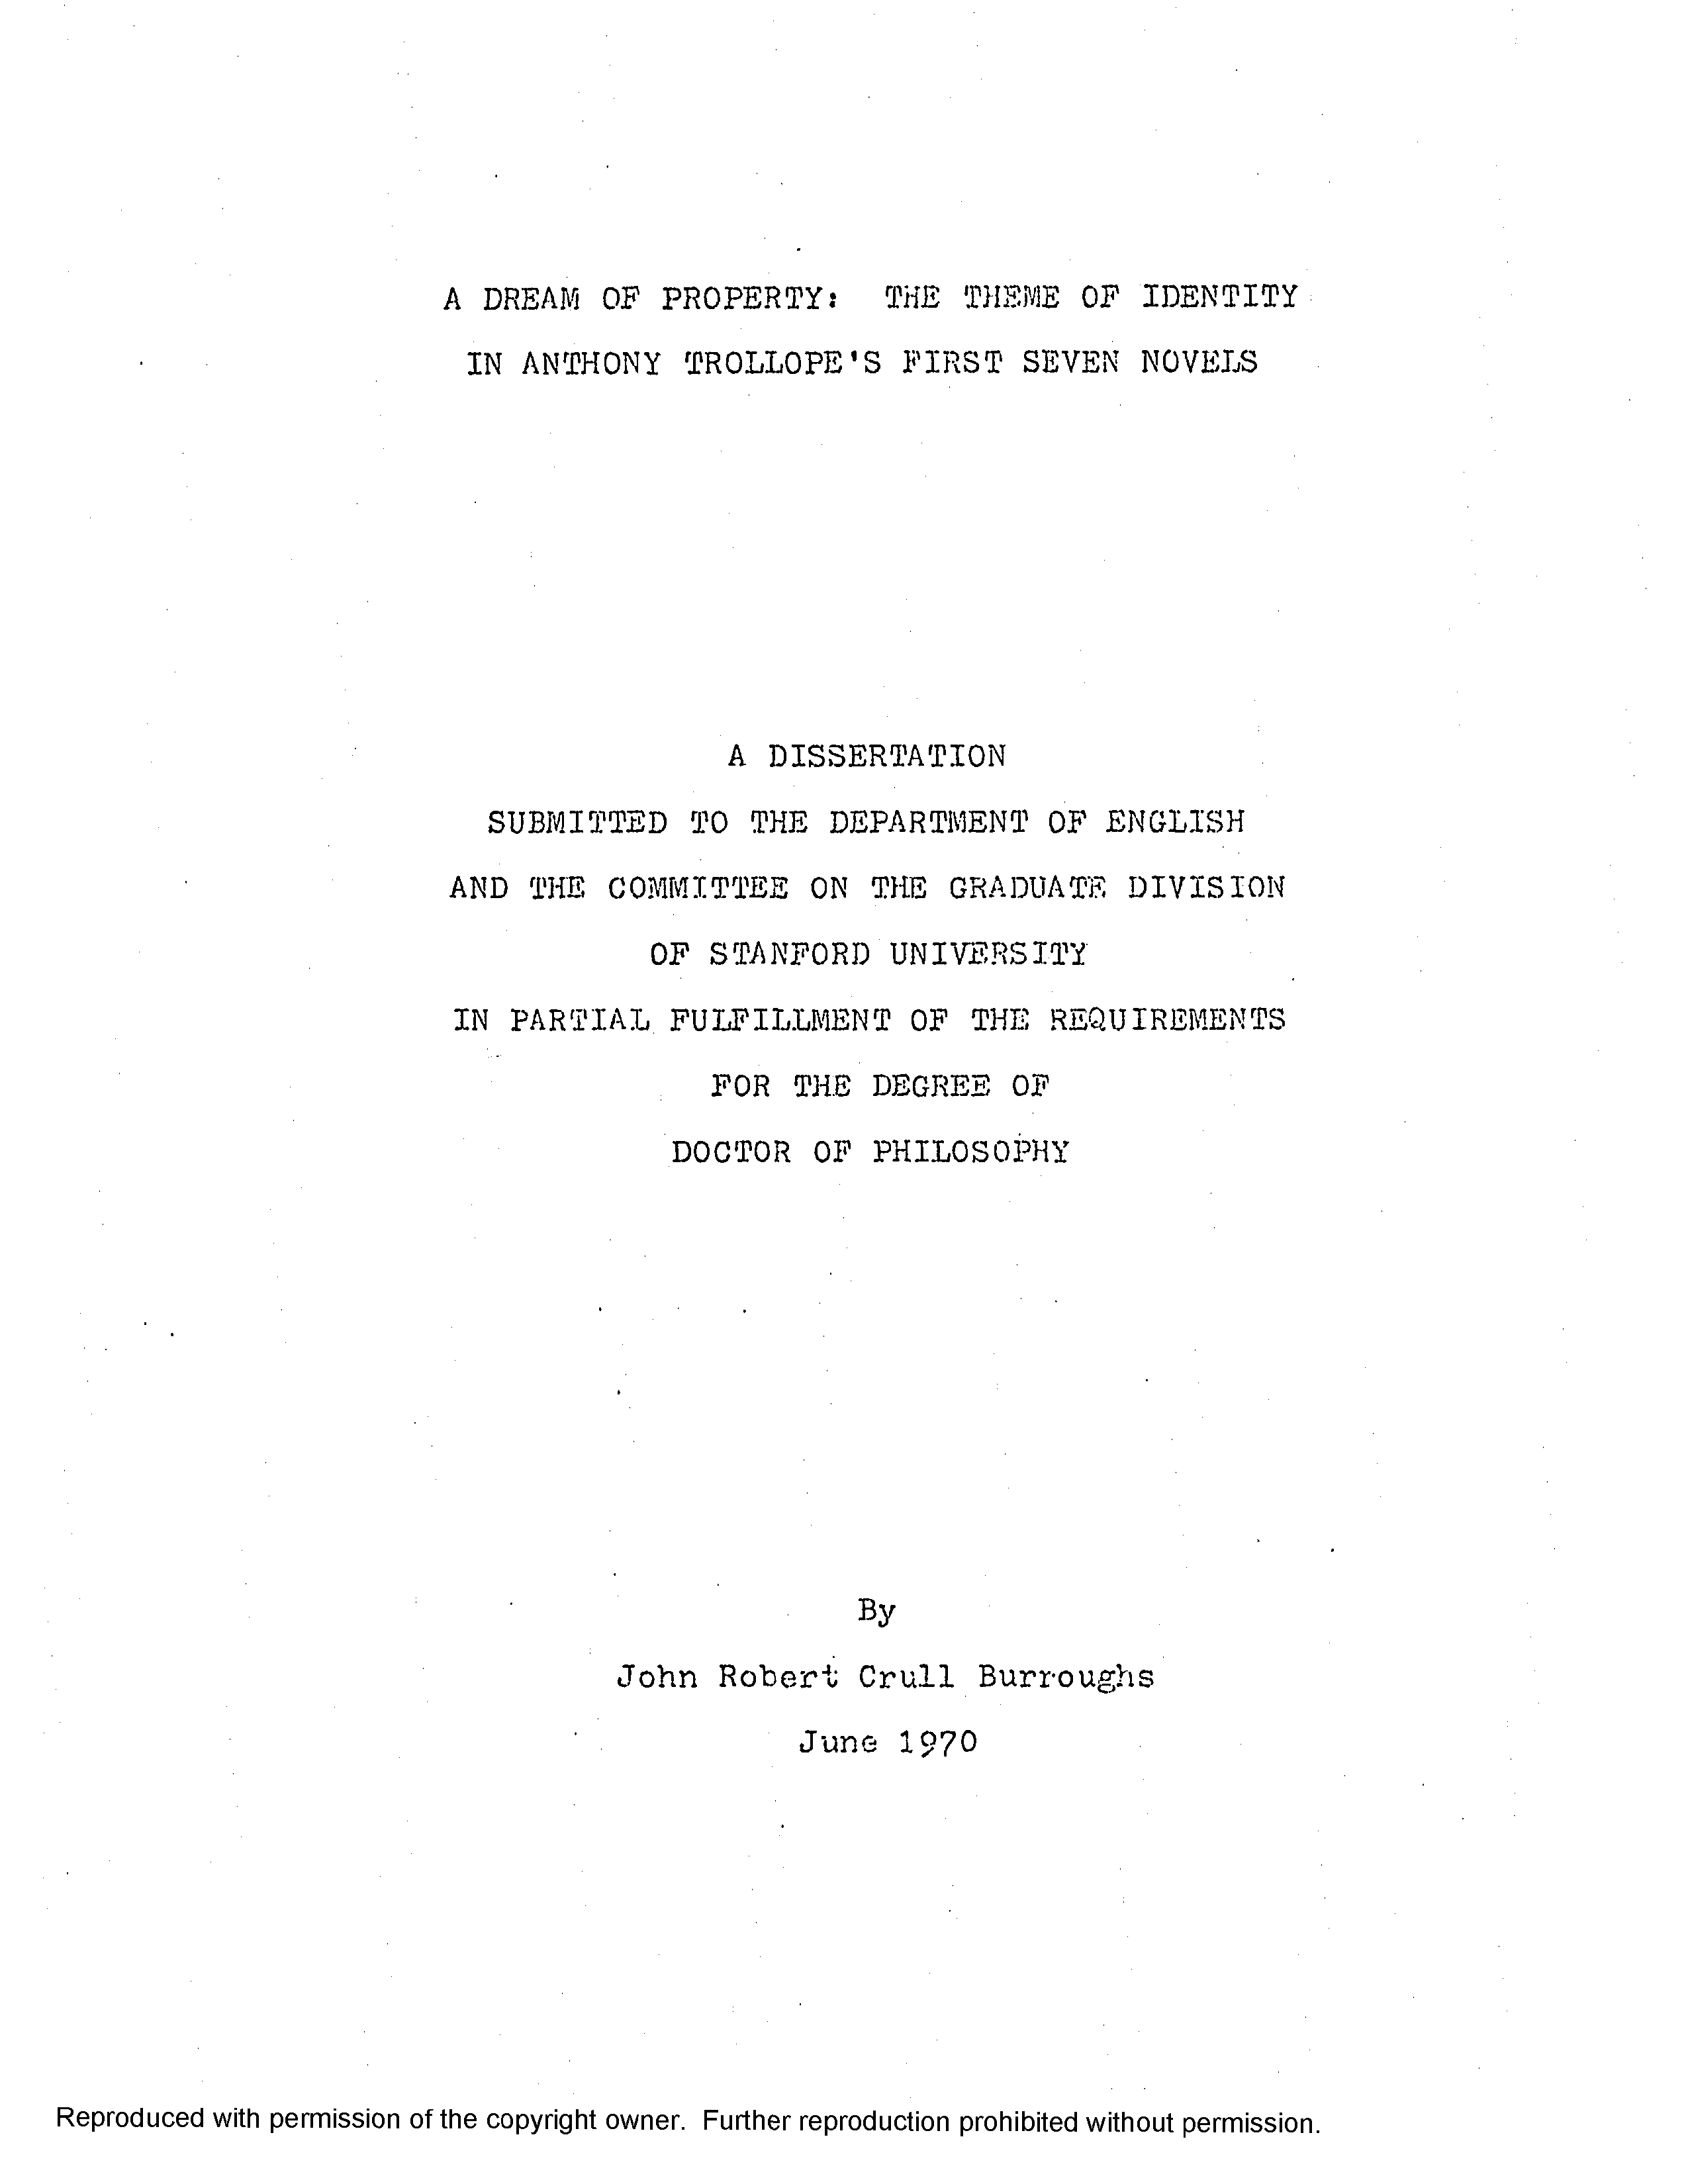 A DREAM OF PROPERTY: THE THEME OF IDENTITY
IN ANTHONY TROLLOPE'S FIRST SEVEN NOVELS
A DISSERTATION
SUBMITTED TO THE DEPARTMENT OF ENGLISH
AND THE COMMITTEE ON THE GRADUATE DIVISION
OF STANFORD UNIVERSITY
IN PARTIAL FULFILLMENT OF THE REQUIREMENTS
FOR THE DEGREE OF
DOCTOR OF PHILOSOPHY
By
John Robert Crull Burroughs
June 1970
Reproduced with permission of the copyright owner. Further reproduction prohibited without permission.